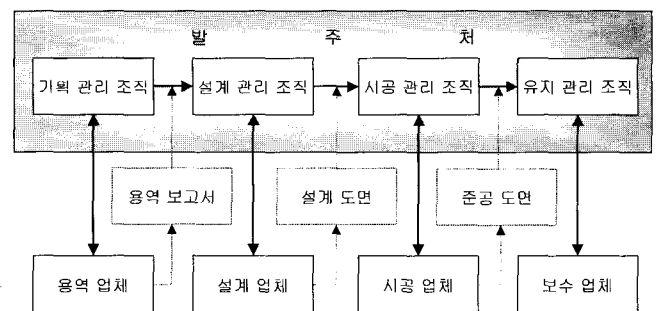 발 주 처
기획 관리 조직
설계 관리 조직
시공 관리 조직
유지 관리 조직
용역 보고서
설계 도면
준공 도면
용역 업체
설계 업체
시공 업체
보수 업체